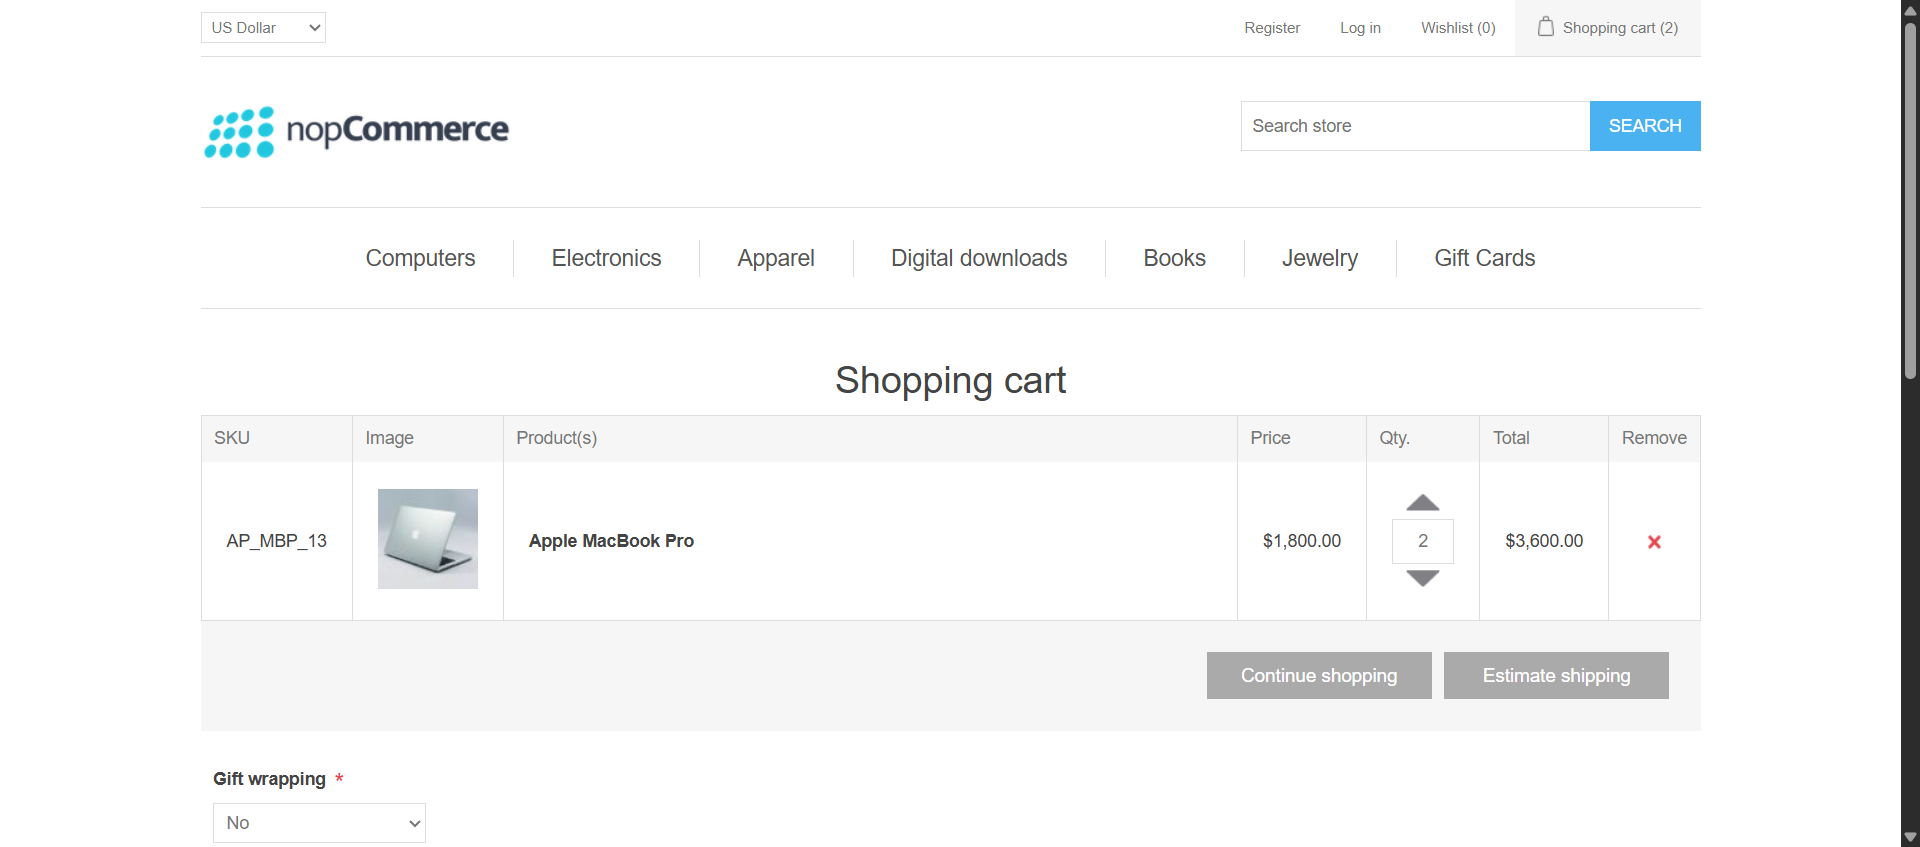 US Dollar Register Log in Wishlist (0) Shopping cart (2)
nopCommerce Search store SEARCH
Computers Electronics Apparel Digital downloads Books Jewelry Gift Cards
Shopping cart
SKU Image Product(s) Price Qty. Total Remove
AP_MBP_13 Apple MacBook Pro $1,800.00 2 $3,600.00
Continue shopping Estimate shipping
Gift wrapping *
No